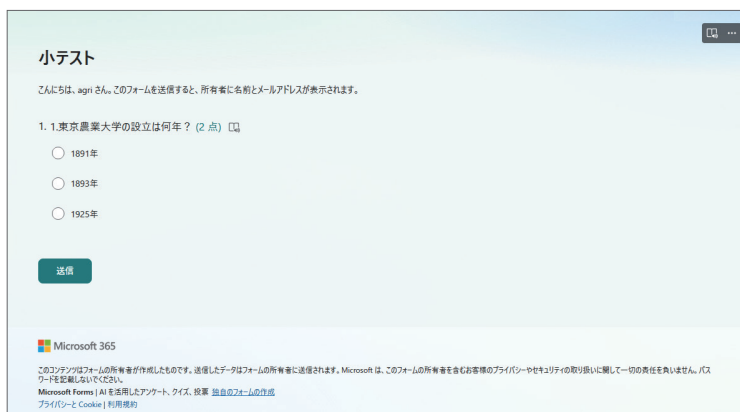 小テスト
こんにちは、agri さん。このフォームを送信すると、所有者に名前とメールアドレスが表示されます。
1. 1.東京農業大学の設立は何年？ (2 点)
1891年
1893年
1925年
送信
Microsoft 365
このコンテンツはフォームの所有者が作成したものです。送信したデータはフォームの所有者に送信されます。Microsoft は、このフォームの所有者を含むお客様のプライバシーやセキュリティの取り扱いに関して一切の責任を負いません。パス
ワードを記載しないでください。
Microsoft Forms | AI を活用したアンケート、クイズ、投票 独自のフォームの作成
プライバシーと Cookie | 利用規約